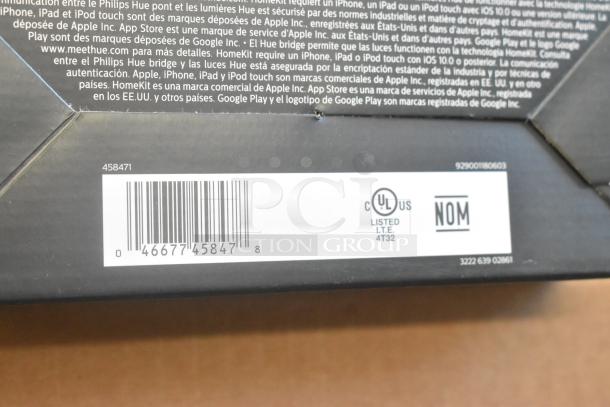 iPhone, iPad et iPod touch sont des marques déposées de Apple Inc., enregistrées aux États-Unis et dans d'autres pays. HomeKit est une marque
déposée de Apple Inc. App Store est une marque de service d'Apple Inc. aux États-Unis et dans d'autres pays. Google Play et le logo Google
Play sont des marques déposées de Google Inc. • El Hue bridge permite que las luces funcionen con la tecnología HomeKit. Consulta
www.meethue.com para más detalles. HomeKit require un iPhone, un iPad o iPod touch con iOS 10.0 o posterior. La comunicación
entre el Philips Hue bridge y las luces Hue está asegurada por la encriptación estánder de la industria y por técnicas de
autenticación. Apple, iPhone, iPad y iPod touch son marcas comerciales de Apple Inc., registradas en EE. UU. y en otro
países. HomeKit es una marca comercial de Apple Inc. App Store es una marca de servicios de Apple Inc., registrada
en los EE.UU. y otros países. Google Play y el logotipo de Google Play son marcas registradas de Google Inc.
458471
929001180603
C UL US
LISTED
I.T.E.
4T32
NOM
0 46677 45847 8
3222 639 02861
PCI
AUCTION GROUP